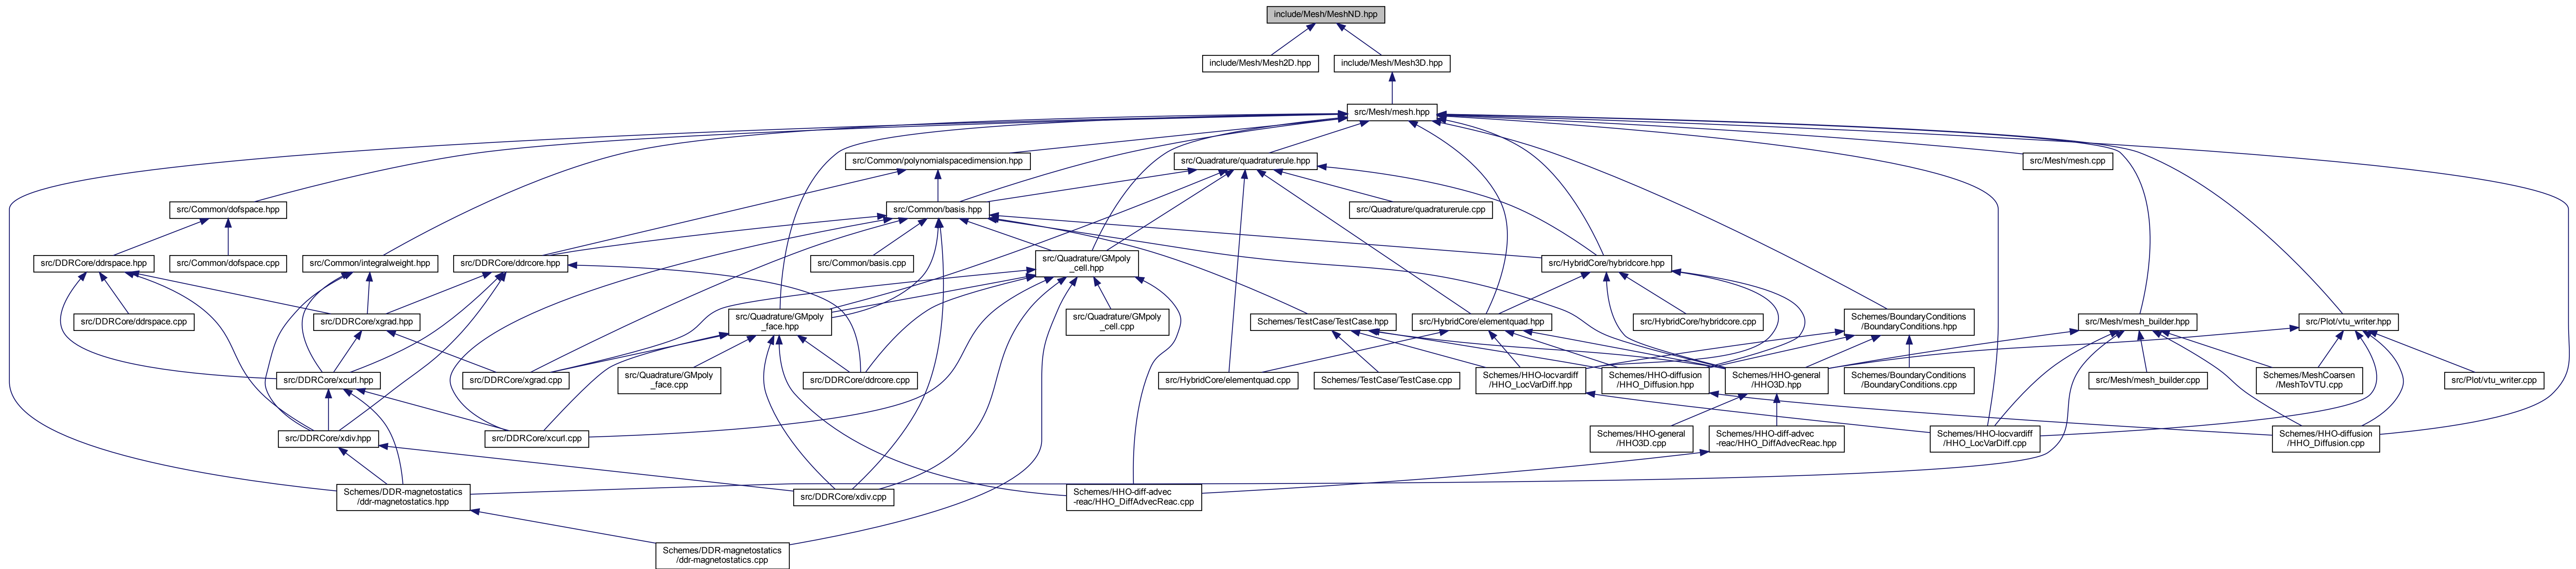 include/Mesh/MeshND.hpp
include/Mesh/Mesh2D.hpp
include/Mesh/Mesh3D.hpp
src/Mesh/mesh.hpp
src/Common/polynomialspacedimension.hpp
src/Quadrature/quadraturerule.hpp
src/Mesh/mesh.cpp
src/Common/dofspace.hpp
src/Common/basis.hpp
src/Quadrature/quadraturerule.cpp
src/DDRCore/ddrspace.hpp
src/Common/dofspace.cpp
src/Common/integralweight.hpp
src/DDRCore/ddrcore.hpp
src/Common/basis.cpp
src/Quadrature/GMpoly
_cell.hpp
src/HybridCore/hybridcore.hpp
src/DDRCore/ddrspace.cpp
src/DDRCore/xgrad.hpp
src/Quadrature/GMpoly
_face.hpp
src/Quadrature/GMpoly
_cell.cpp
Schemes/TestCase/TestCase.hpp
src/HybridCore/elementquad.hpp
src/HybridCore/hybridcore.cpp
Schemes/BoundaryConditions
/BoundaryConditions.hpp
src/Mesh/mesh_builder.hpp
src/Plot/vtu_writer.hpp
src/DDRCore/xcurl.hpp
src/DDRCore/xgrad.cpp
src/Quadrature/GMpoly
_face.cpp
src/DDRCore/ddrcore.cpp
src/HybridCore/elementquad.cpp
Schemes/TestCase/TestCase.cpp
Schemes/HHO-locvardiff
/HHO_LocVarDiff.hpp
Schemes/HHO-diffusion
/HHO_Diffusion.hpp
Schemes/HHO-general
/HHO3D.hpp
Schemes/BoundaryConditions
/BoundaryConditions.cpp
src/Mesh/mesh_builder.cpp
Schemes/MeshCoarsen
/MeshToVTU.cpp
src/Plot/vtu_writer.cpp
src/DDRCore/xdiv.hpp
src/DDRCore/xcurl.cpp
Schemes/HHO-general
/HHO3D.cpp
Schemes/HHO-diff-advec
-reac/HHO_DiffAdvecReac.hpp
Schemes/HHO-locvardiff
/HHO_LocVarDiff.cpp
Schemes/HHO-diffusion
/HHO_Diffusion.cpp
Schemes/DDR-magnetostatics
/ddr-magnetostatics.hpp
src/DDRCore/xdiv.cpp
Schemes/HHO-diff-advec
-reac/HHO_DiffAdvecReac.cpp
Schemes/DDR-magnetostatics
/ddr-magnetostatics.cpp